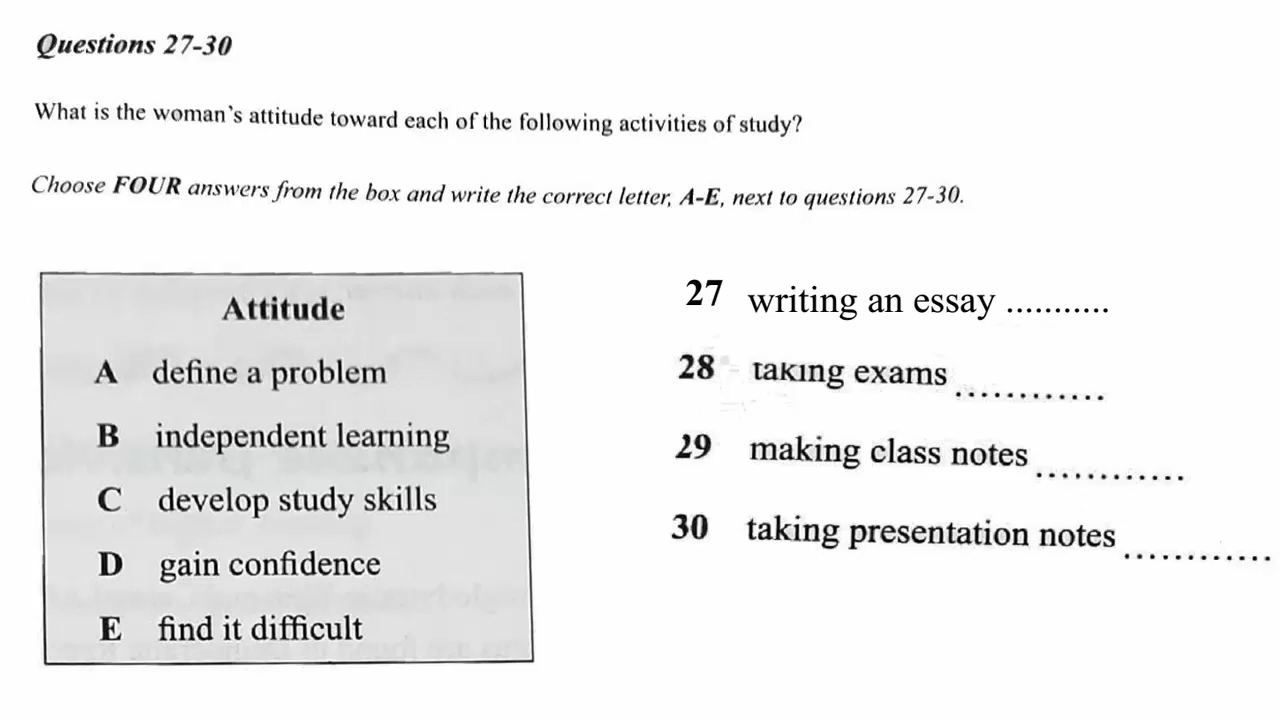 Questions 27-30
What is the woman's attitude toward each of the following activities of study?
Choose FOUR answers from the box and write the correct letter, A-E, next to questions 27-30.
Attitude
A define a problem
B independent learning
C develop study skills
D gain confidence
E find it difficult
27 writing an essay ...........
28 taking exams ............
29 making class notes ............
30 taking presentation notes ............